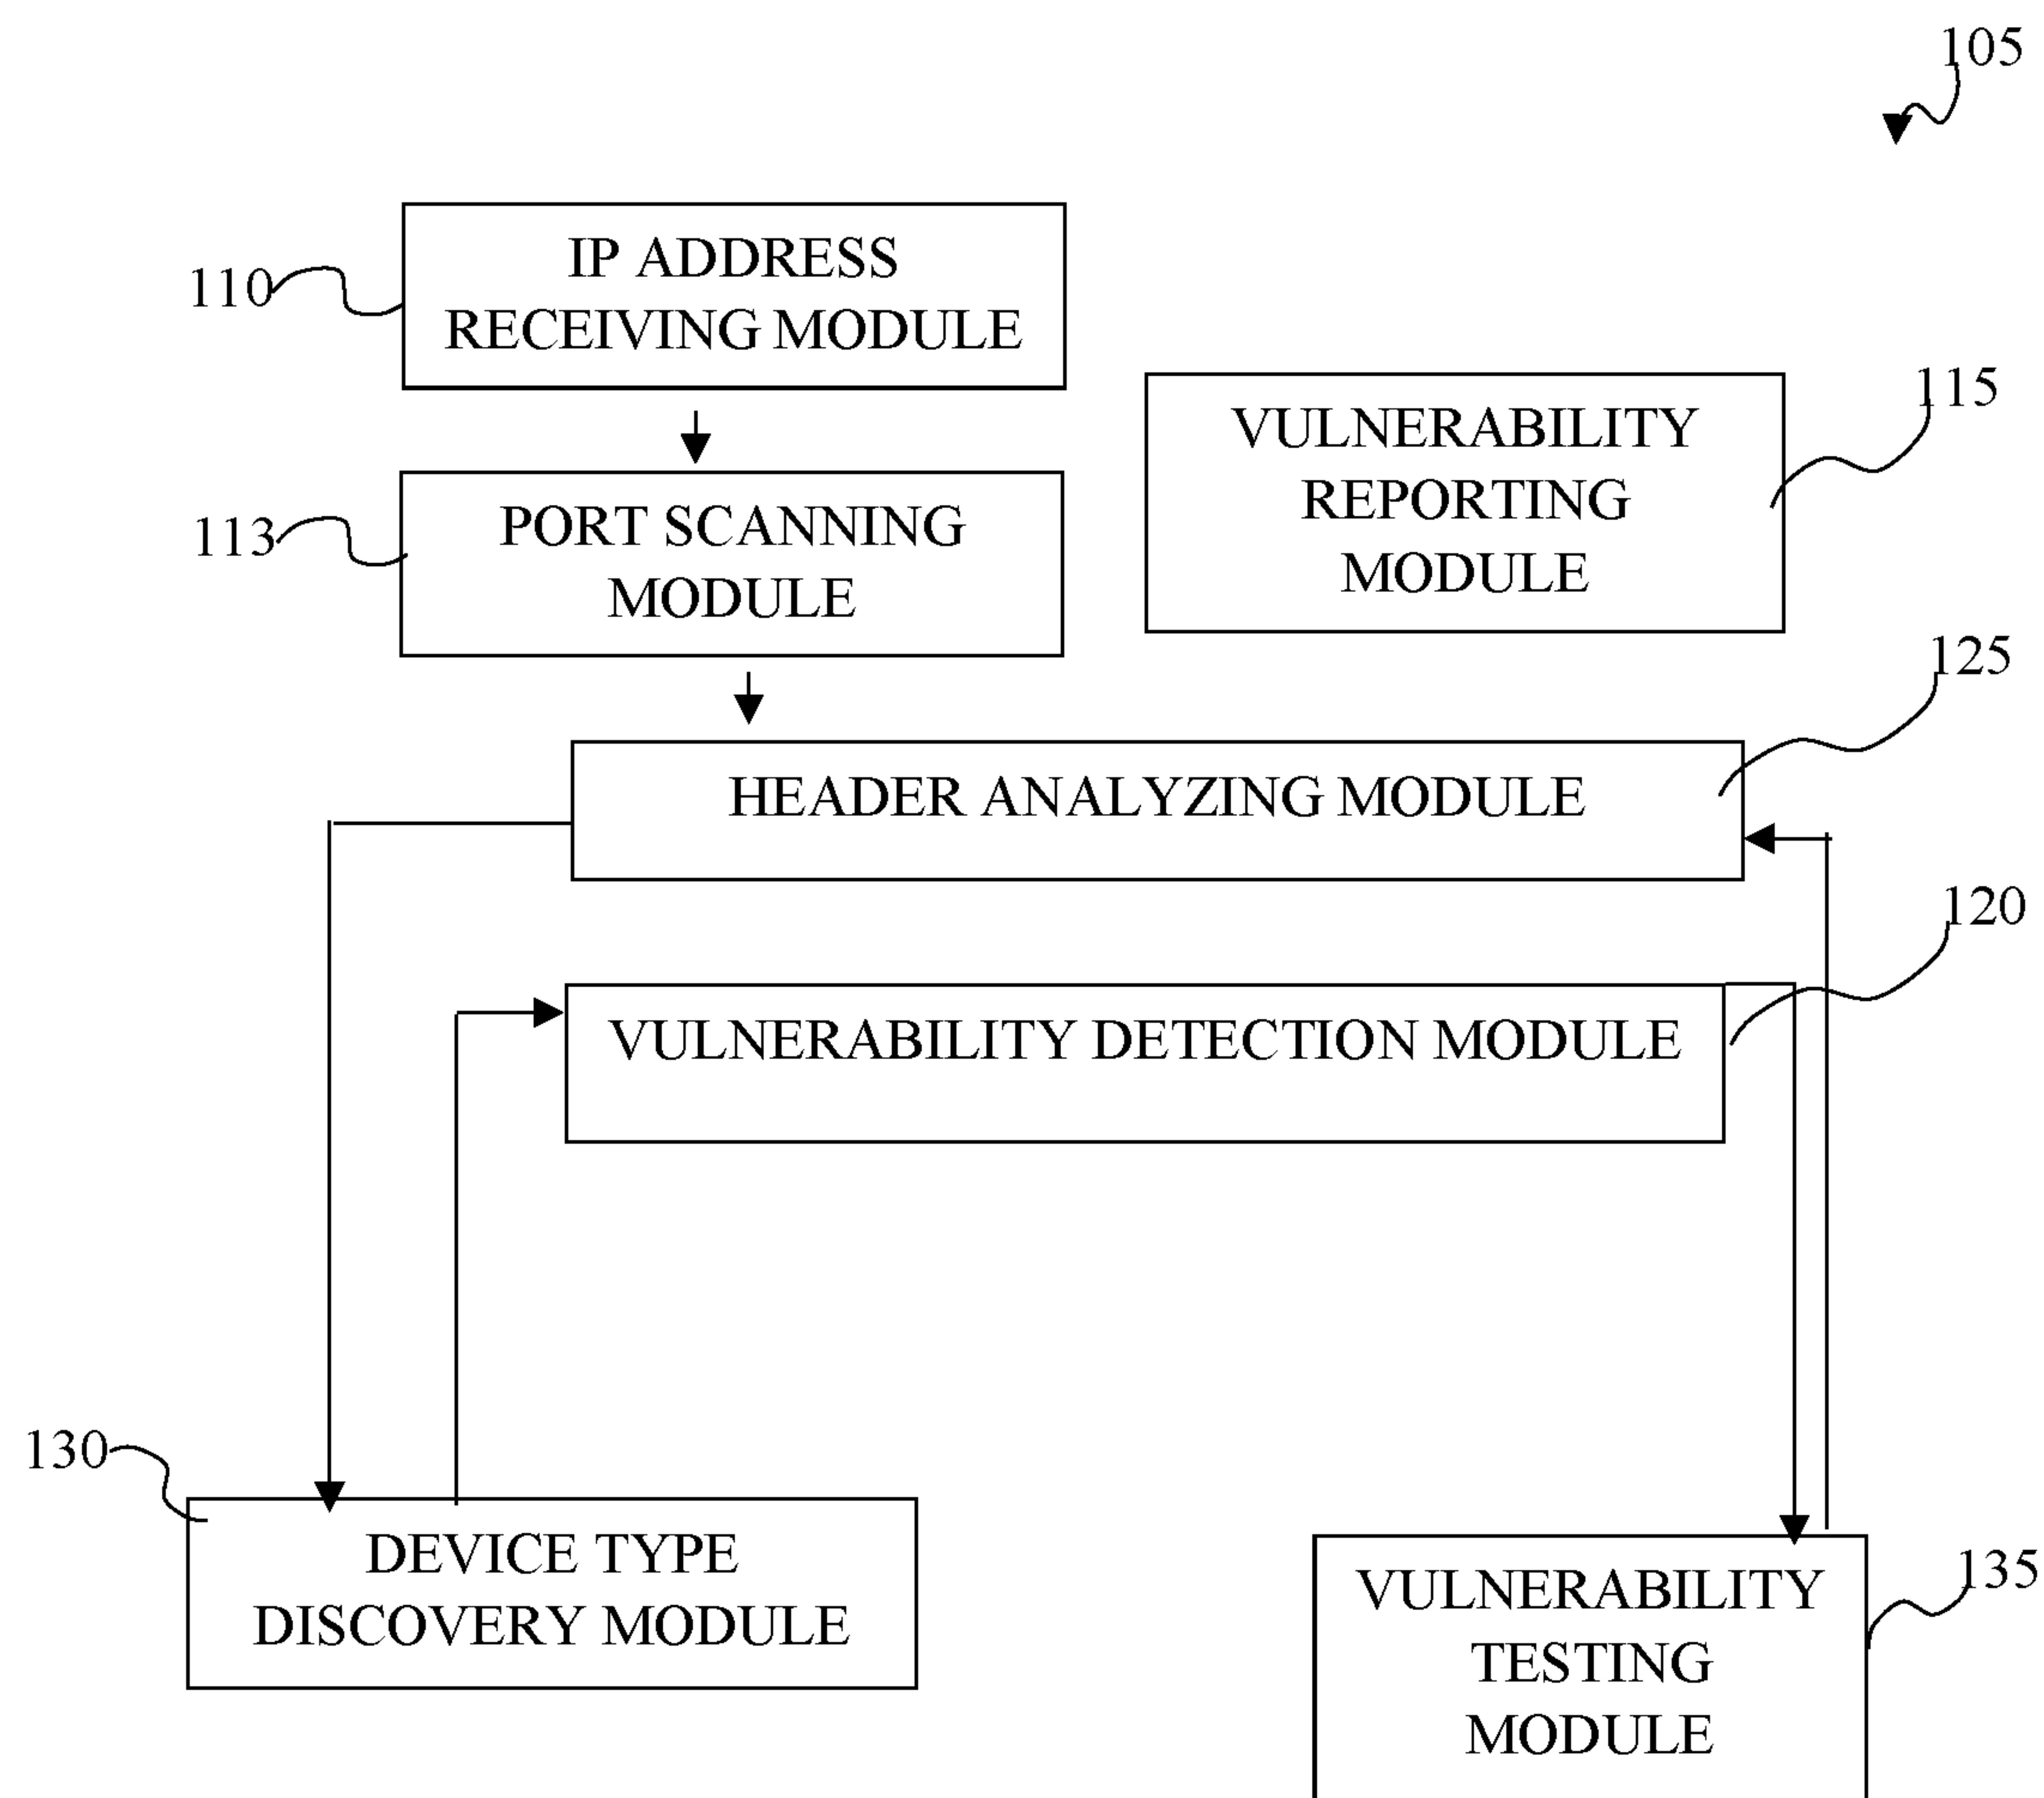 105
110
IP ADDRESS
RECEIVING MODULE
115
VULNERABILITY
REPORTING
MODULE
113
PORT SCANNING
MODULE
125
HEADER ANALYZING MODULE
120
VULNERABILITY DETECTION MODULE
130
DEVICE TYPE
DISCOVERY MODULE
135
VULNERABILITY
TESTING
MODULE